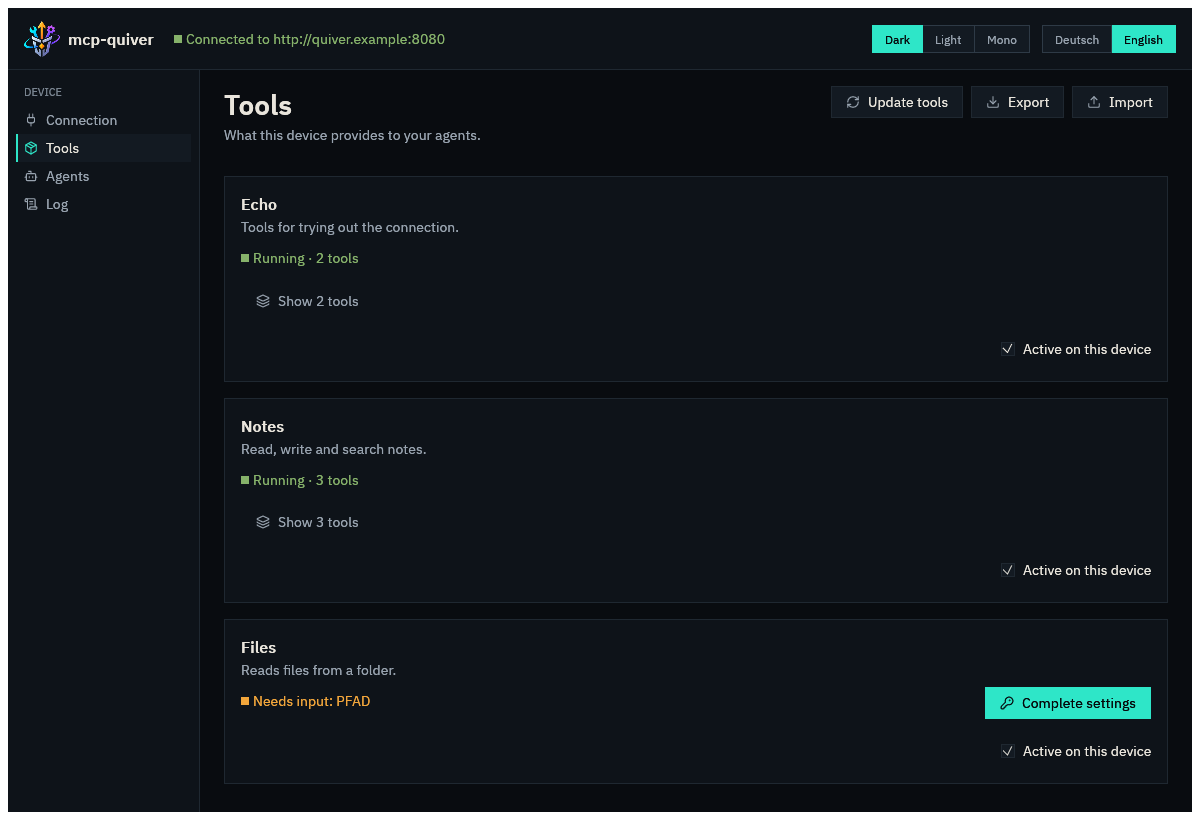 mcp-quiver
Connected to http://quiver.example:8080
Dark
Light
Mono
Deutsch
English
DEVICE
Connection
Tools
Agents
Log
Tools
What this device provides to your agents.
Update tools
Export
Import
Echo
Tools for trying out the connection.
Running · 2 tools
Show 2 tools
Active on this device
Notes
Read, write and search notes.
Running · 3 tools
Show 3 tools
Active on this device
Files
Reads files from a folder.
Needs input: PFAD
Complete settings
Active on this device